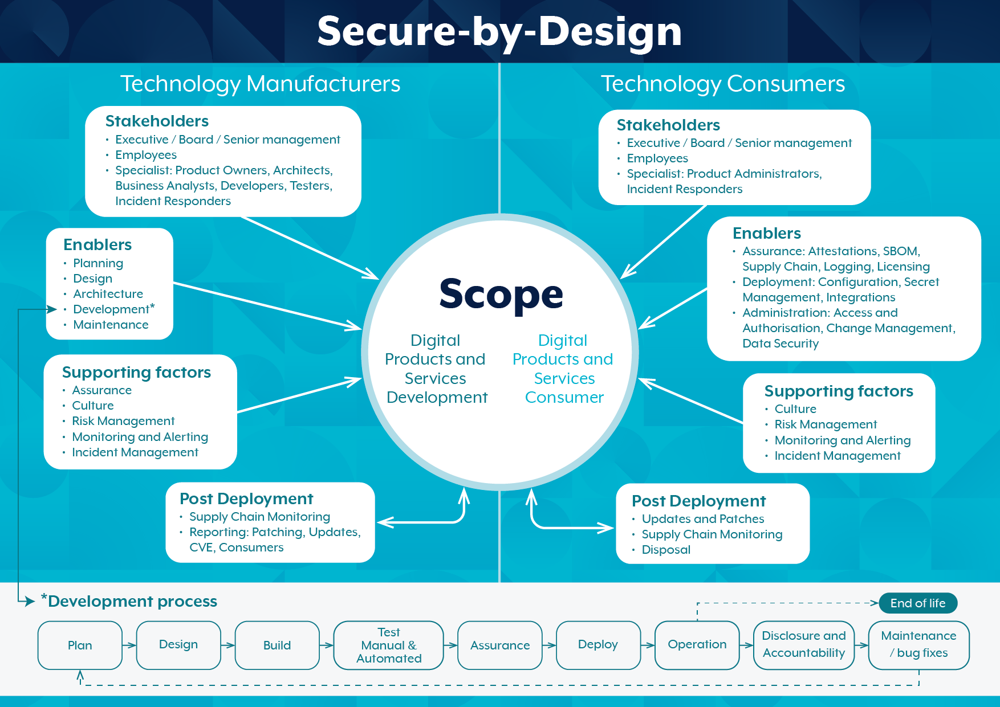 Secure-by-Design
Technology Manufacturers
Stakeholders
• Executive / Board / Senior management
• Employees
• Specialist: Product Owners, Architects,
Business Analysts, Developers, Testers,
Incident Responders
Enablers
• Planning
• Design
• Architecture
• Development*
• Maintenance
Supporting factors
• Assurance
• Culture
• Risk Management
• Monitoring and Alerting
• Incident Management
Post Deployment
• Supply Chain Monitoring
• Reporting: Patching, Updates,
CVE, Consumers
Scope
Digital
Products and
Services
Development
Digital
Products and
Services
Consumer
Technology Consumers
Stakeholders
• Executive / Board / Senior management
• Employees
• Specialist: Product Administrators,
Incident Responders
Enablers
• Assurance: Attestations, SBOM,
Supply Chain, Logging, Licensing
• Deployment: Configuration, Secret
Management, Integrations
• Administration: Access and
Authorisation, Change Management,
Data Security
Supporting factors
• Culture
• Risk Management
• Monitoring and Alerting
• Incident Management
Post Deployment
• Updates and Patches
• Supply Chain Monitoring
• Disposal
*Development process
End of life
Plan
Design
Build
Test
Manual &
Automated
Assurance
Deploy
Operation
Disclosure and
Accountability
Maintenance
/ bug fixes